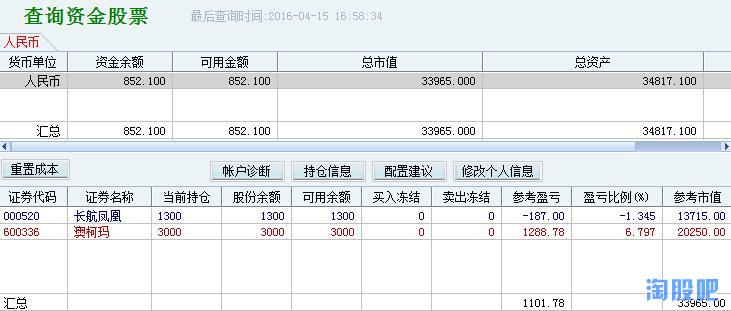 查询资金股票 最后查询时间:2016-04-15 16:58:34
人民币
货币单位 资金余额 可用金额 总市值 总资产
人民币 852.100 852.100 33965.000 34817.100
汇总 852.100 852.100 33965.000 34817.100
重置成本 帐户诊断 持仓信息 配置建议 修改个人信息
证券代码 证券名称 当前持仓 股份余额 可用余额 买入冻结 卖出冻结 参考盈亏 盈亏比例(%) 参考市值
000520 长航凤凰 1300 1300 1300 0 0 -187.00 -1.345 13715.00
600336 澳柯玛 3000 3000 3000 0 0 1288.78 6.797 20250.00
淘股吧
汇总 1101.78 33965.00